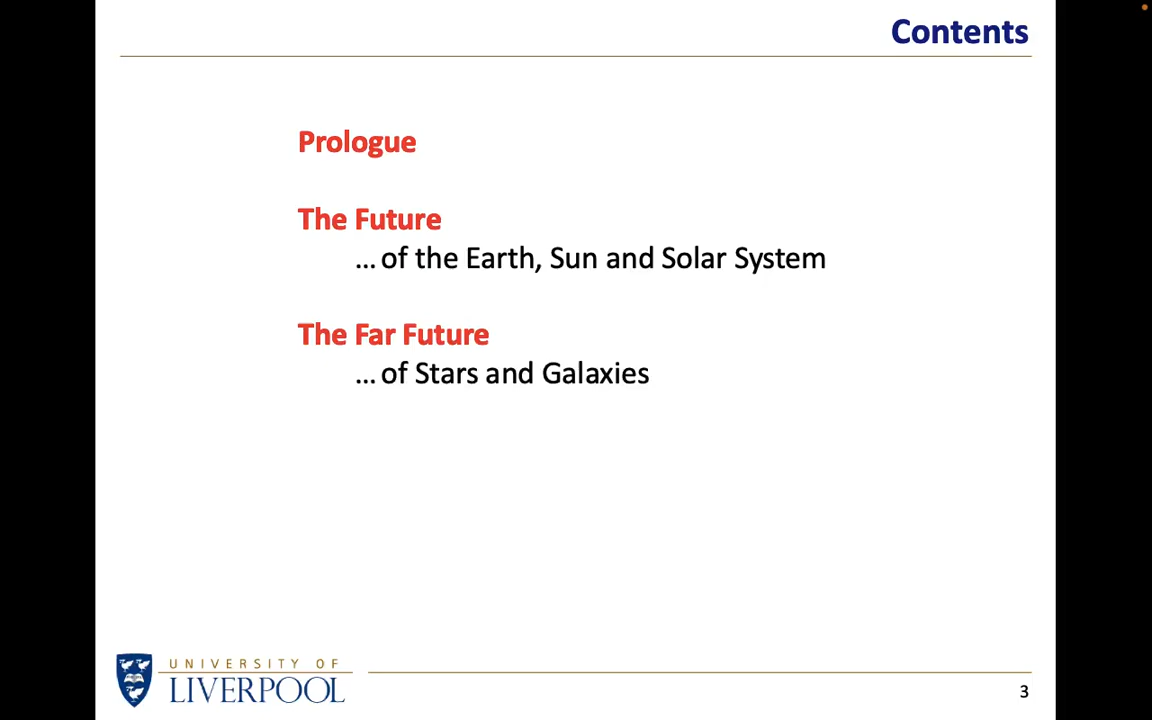 Contents
Prologue
The Future
... of the Earth, Sun and Solar System
The Far Future
... of Stars and Galaxies
UNIVERSITY OF
LIVERPOOL
3